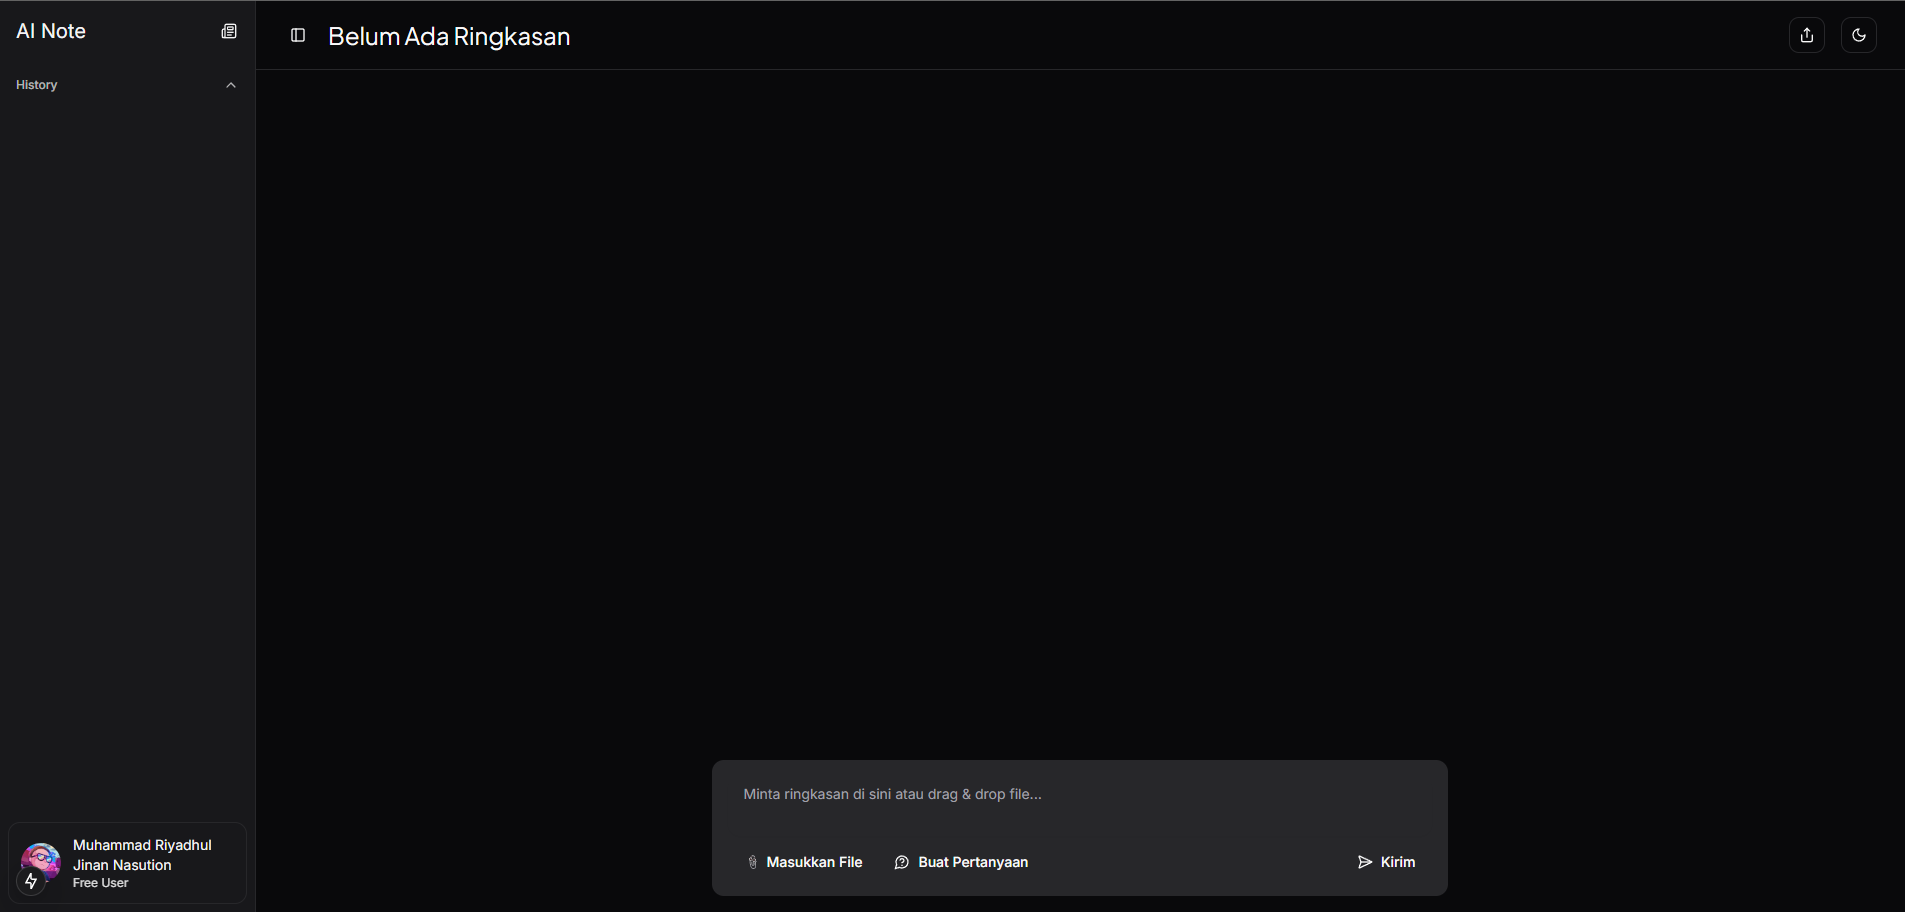 AI Note
History
Belum Ada Ringkasan
Minta ringkasan di sini atau drag & drop file...
Masukkan File
Buat Pertanyaan
Kirim
Muhammad Riyadhul
Jinan Nasution
Free User